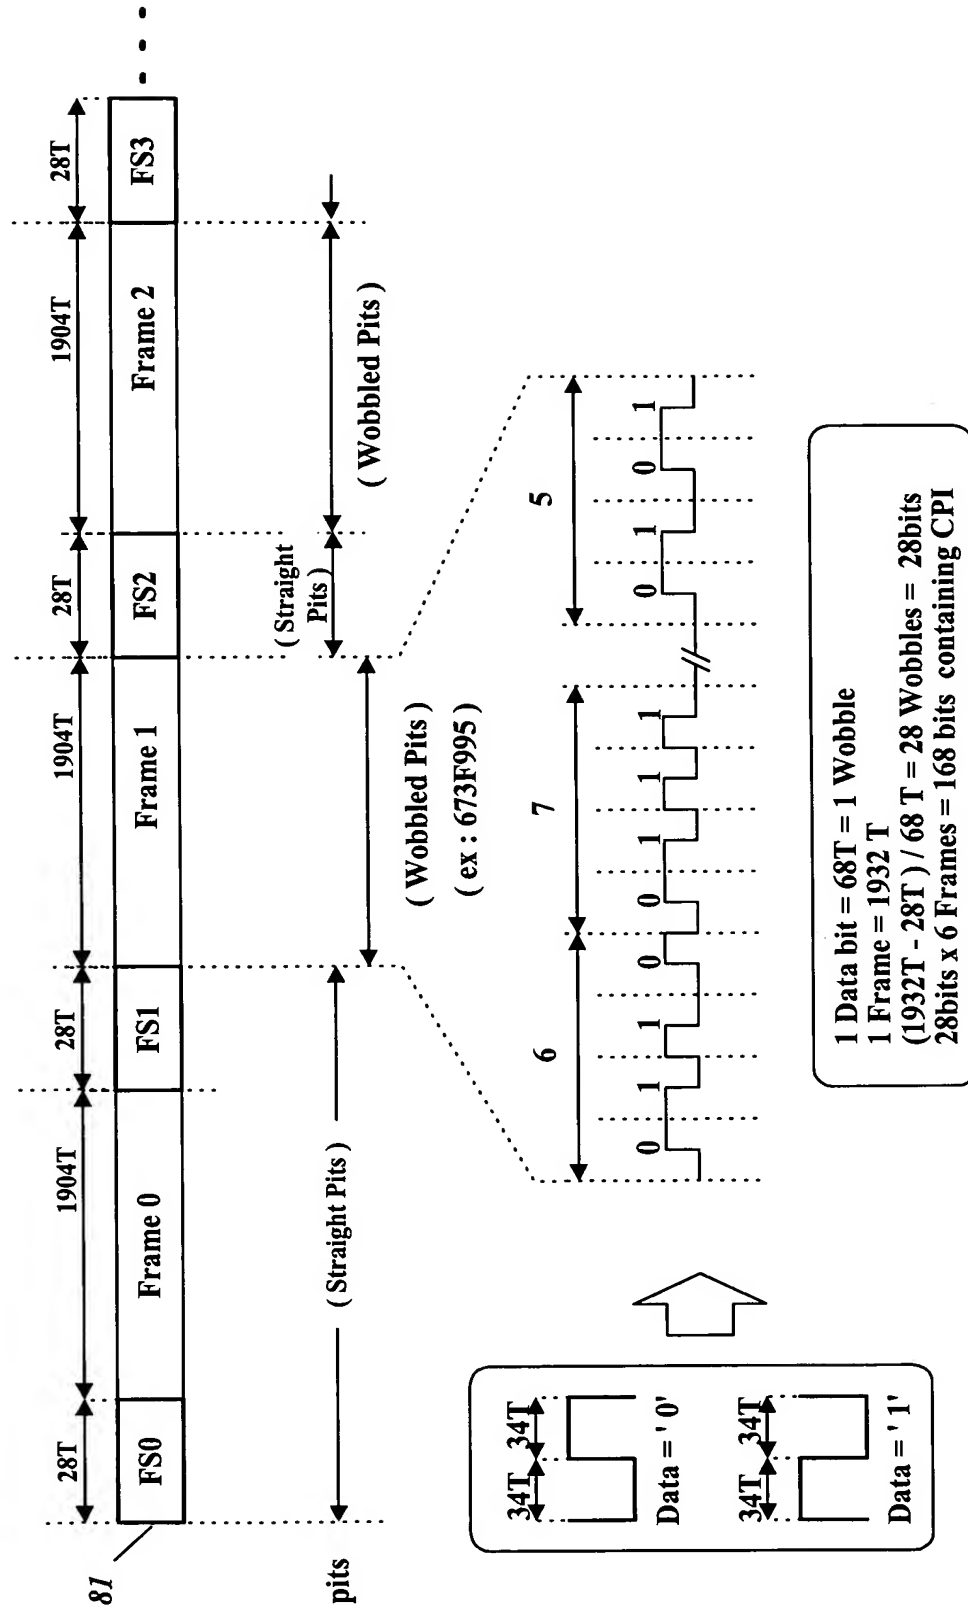 28T
1904T
28T
1904T
28T
1904T
28T
81
FS0
Frame 0
FS1
Frame 1
FS2
Frame 2
FS3
pits
( Straight Pits )
( Wobbled Pits )
( ex : 673F995 )
( Straight
Pits )
( Wobbled Pits )
34T 34T
Data = ' 0'
34T 34T
Data = ' 1'
6
7
5
0 1 1 0 0 1 1 1 0 1 0 1
1 Data bit = 68T = 1 Wobble
1 Frame = 1932 T
(1932T - 28T ) / 68 T = 28 Wobbles = 28bits
28bits x 6 Frames = 168 bits containing CPI